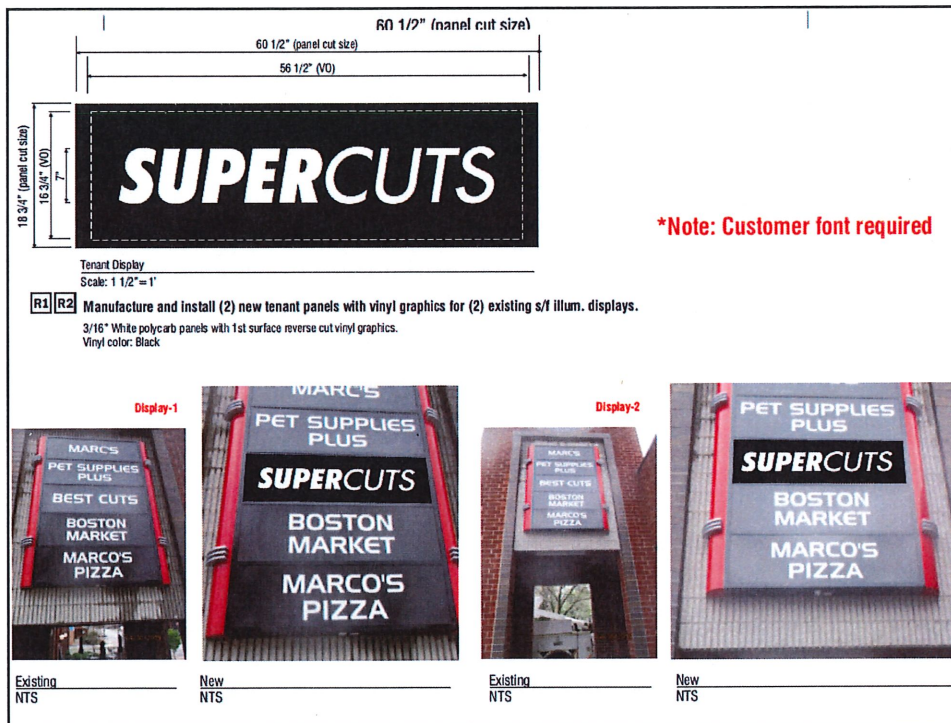 60 1/2" (panel cut size)
60 1/2" (panel cut size)
56 1/2" (VO)
18 3/4" (panel cut size)
16 3/4" (VO)
7"
SUPERCUTS
*Note: Customer font required
Tenant Display
Scale: 1 1/2"=1'
R1 R2 Manufacture and install (2) new tenant panels with vinyl graphics for (2) existing s/f illum. displays.
3/16" White polycarb panels with 1st surface reverse cut vinyl graphics.
Vinyl color: Black
Display-1
MARC'S
PET SUPPLIES
PLUS
BEST CUTS
BOSTON
MARKET
MARCO'S
PIZZA
Existing
NTS
MARC'S
PET SUPPLIES
PLUS
SUPERCUTS
BOSTON
MARKET
MARCO'S
PIZZA
New
NTS
Display-2
MARC'S
PET SUPPLIES
PLUS
BEST CUTS
BOSTON
MARKET
MARCO'S
PIZZA
Existing
NTS
PET SUPPLIES
PLUS
SUPERCUTS
BOSTON
MARKET
MARCO'S
PIZZA
New
NTS